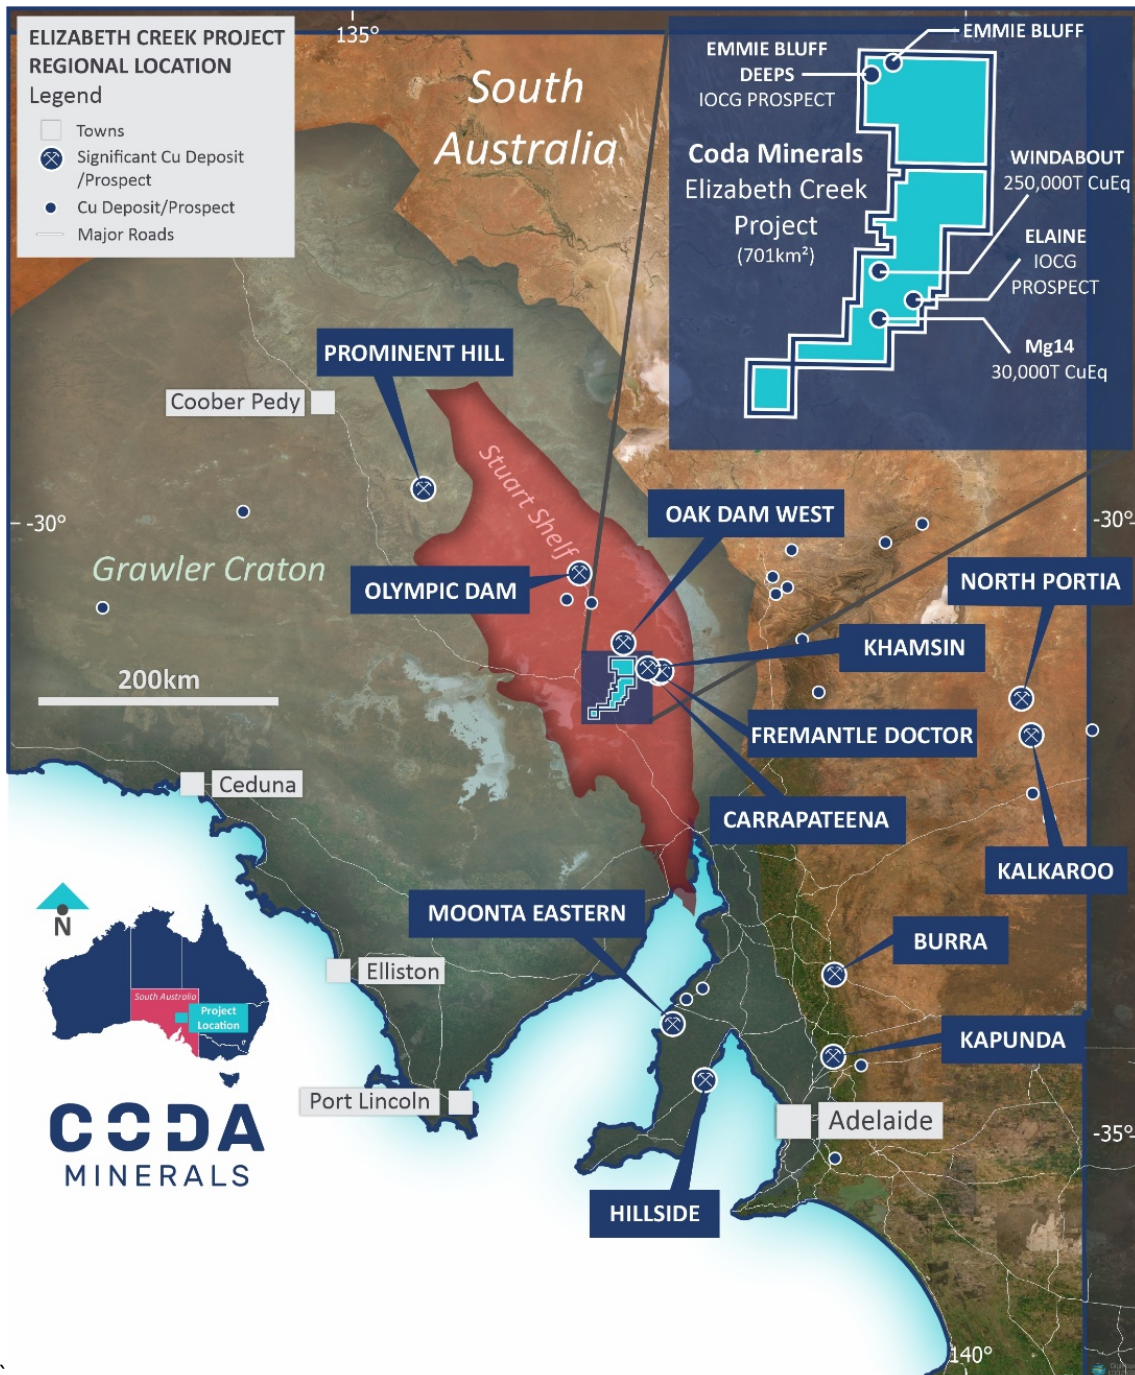 ELIZABETH CREEK PROJECT
REGIONAL LOCATION
Legend
Towns
Significant Cu Deposit
/Prospect
Cu Deposit/Prospect
Major Roads
135°
South
Australia
EMMIE BLUFF
EMMIE BLUFF
DEEPS
IOCG PROSPECT
Coda Minerals
Elizabeth Creek
Project
(701km²)
WINDABOUT
250,000T CuEq
ELAINE
IOCG
PROSPECT
Mg14
30,000T CuEq
PROMINENT HILL
Coober Pedy
Stuart Shelf
-30°
-30°
OAK DAM WEST
Grawler Craton
OLYMPIC DAM
NORTH PORTIA
KHAMSIN
200km
FREMANTLE DOCTOR
Ceduna
CARRAPATEENA
KALKAROO
MOONTA EASTERN
BURRA
N
Elliston
South Australia
Project
Location
KAPUNDA
Port Lincoln
Adelaide
-35°
CODA
MINERALS
HILLSIDE
140°